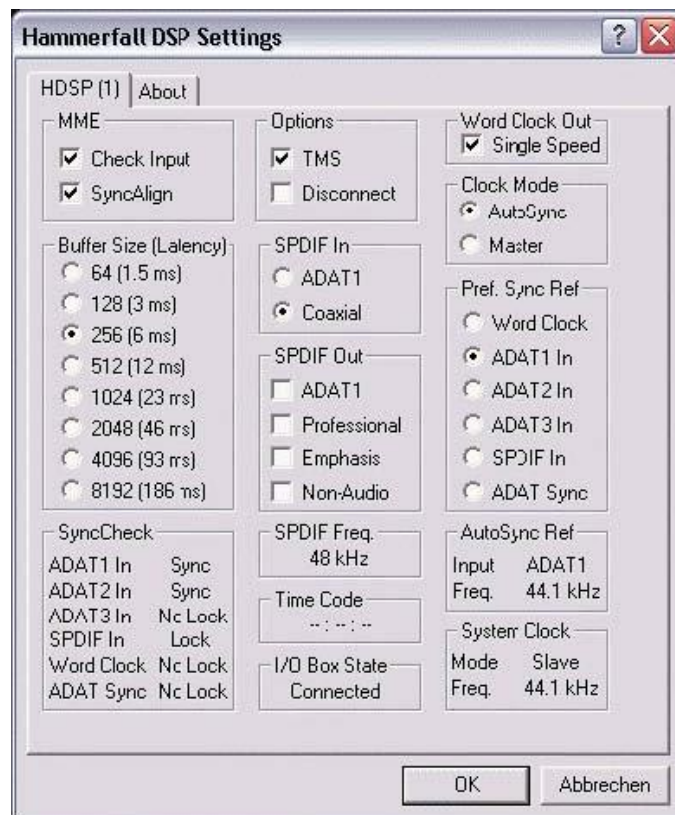 Hammerfall DSP Settings
HDSP (1)
About
MME
Check Input
SyncAlign
Buffer Size (Latency)
64 (1.5 ms)
128 (3 ms)
256 (6 ms)
512 (12 ms)
1024 (23 ms)
2048 (46 ms)
4096 (93 ms)
8192 (186 ms)
SyncCheck
ADAT1 In Sync
ADAT2 In Sync
ADAT3 In No Lock
SPDIF In Lock
Word Clock No Lock
ADAT Sync No Lock
Options
TMS
Disconnect
SPDIF In
ADAT1
Coaxial
SPDIF Out
ADAT1
Professional
Emphasis
Non-Audio
SPDIF Freq.
48 kHz
Time Code
-- : -- : --
I/O Box State
Connected
Word Clock Out
Single Speed
Clock Mode
AutoSync
Master
Pref. Sync Ref
Word Clock
ADAT1 In
ADAT2 In
ADAT3 In
SPDIF In
ADAT Sync
AutoSync Ref
Input ADAT1
Freq. 44.1 kHz
System Clock
Mode Slave
Freq. 44.1 kHz
OK
Abbrechen